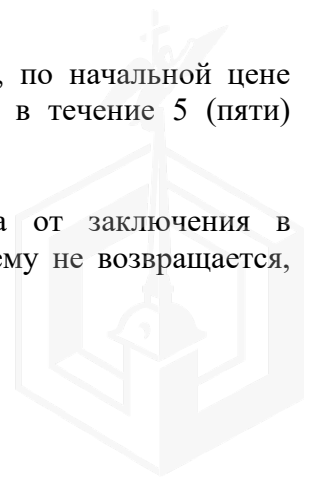 , по начальной цене
в течение 5 (пяти)
а от заключения в
ему не возвращается,